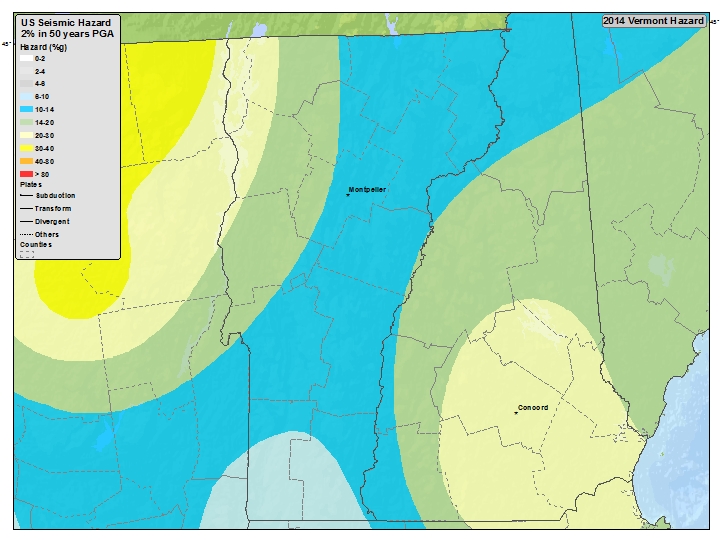 US Seismic Hazard
2% in 50 years PGA
Hazard (%g)
0-2
2-4
4-6
6-10
10-14
14-20
20-30
30-40
40-80
> 80
Plates
Subduction
Transform
Divergent
Others
Counties
2014 Vermont Hazard
45°
45°
Montpelier
Concord